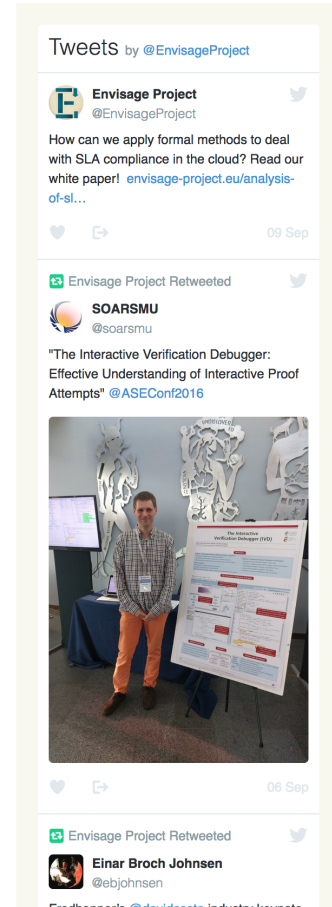 Tweets by @EnvisageProject
Envisage Project
@EnvisageProject
How can we apply formal methods to deal
with SLA compliance in the cloud? Read our
white paper! envisage-project.eu/analysis-
of-sl…
09 Sep
Envisage Project Retweeted
SOARSMU
@soarsmu
"The Interactive Verification Debugger:
Effective Understanding of Interactive Proof
Attempts" @ASEConf2016
The Interactive
Verification Debugger (IVD)
06 Sep
Envisage Project Retweeted
Einar Broch Johnsen
@ebjohnsen